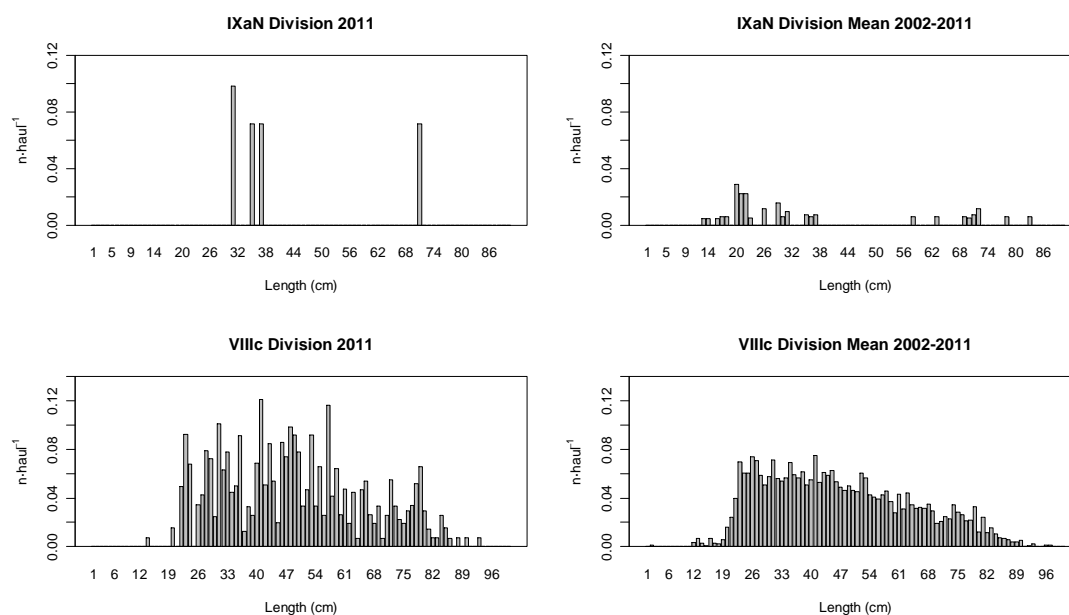 IXaN Division 2011
n·haul⁻¹
0.12
0.08
0.04
0.00
1 5 9 14 20 26 32 38 44 50 56 62 68 74 80 86
Length (cm)
IXaN Division Mean 2002-2011
n·haul⁻¹
0.12
0.08
0.04
0.00
1 5 9 14 20 26 32 38 44 50 56 62 68 74 80 86
Length (cm)
VIIIc Division 2011
n·haul⁻¹
0.12
0.08
0.04
0.00
1 6 12 19 26 33 40 47 54 61 68 75 82 89 96
Length (cm)
VIIIc Division Mean 2002-2011
n·haul⁻¹
0.12
0.08
0.04
0.00
1 6 12 19 26 33 40 47 54 61 68 75 82 89 96
Length (cm)